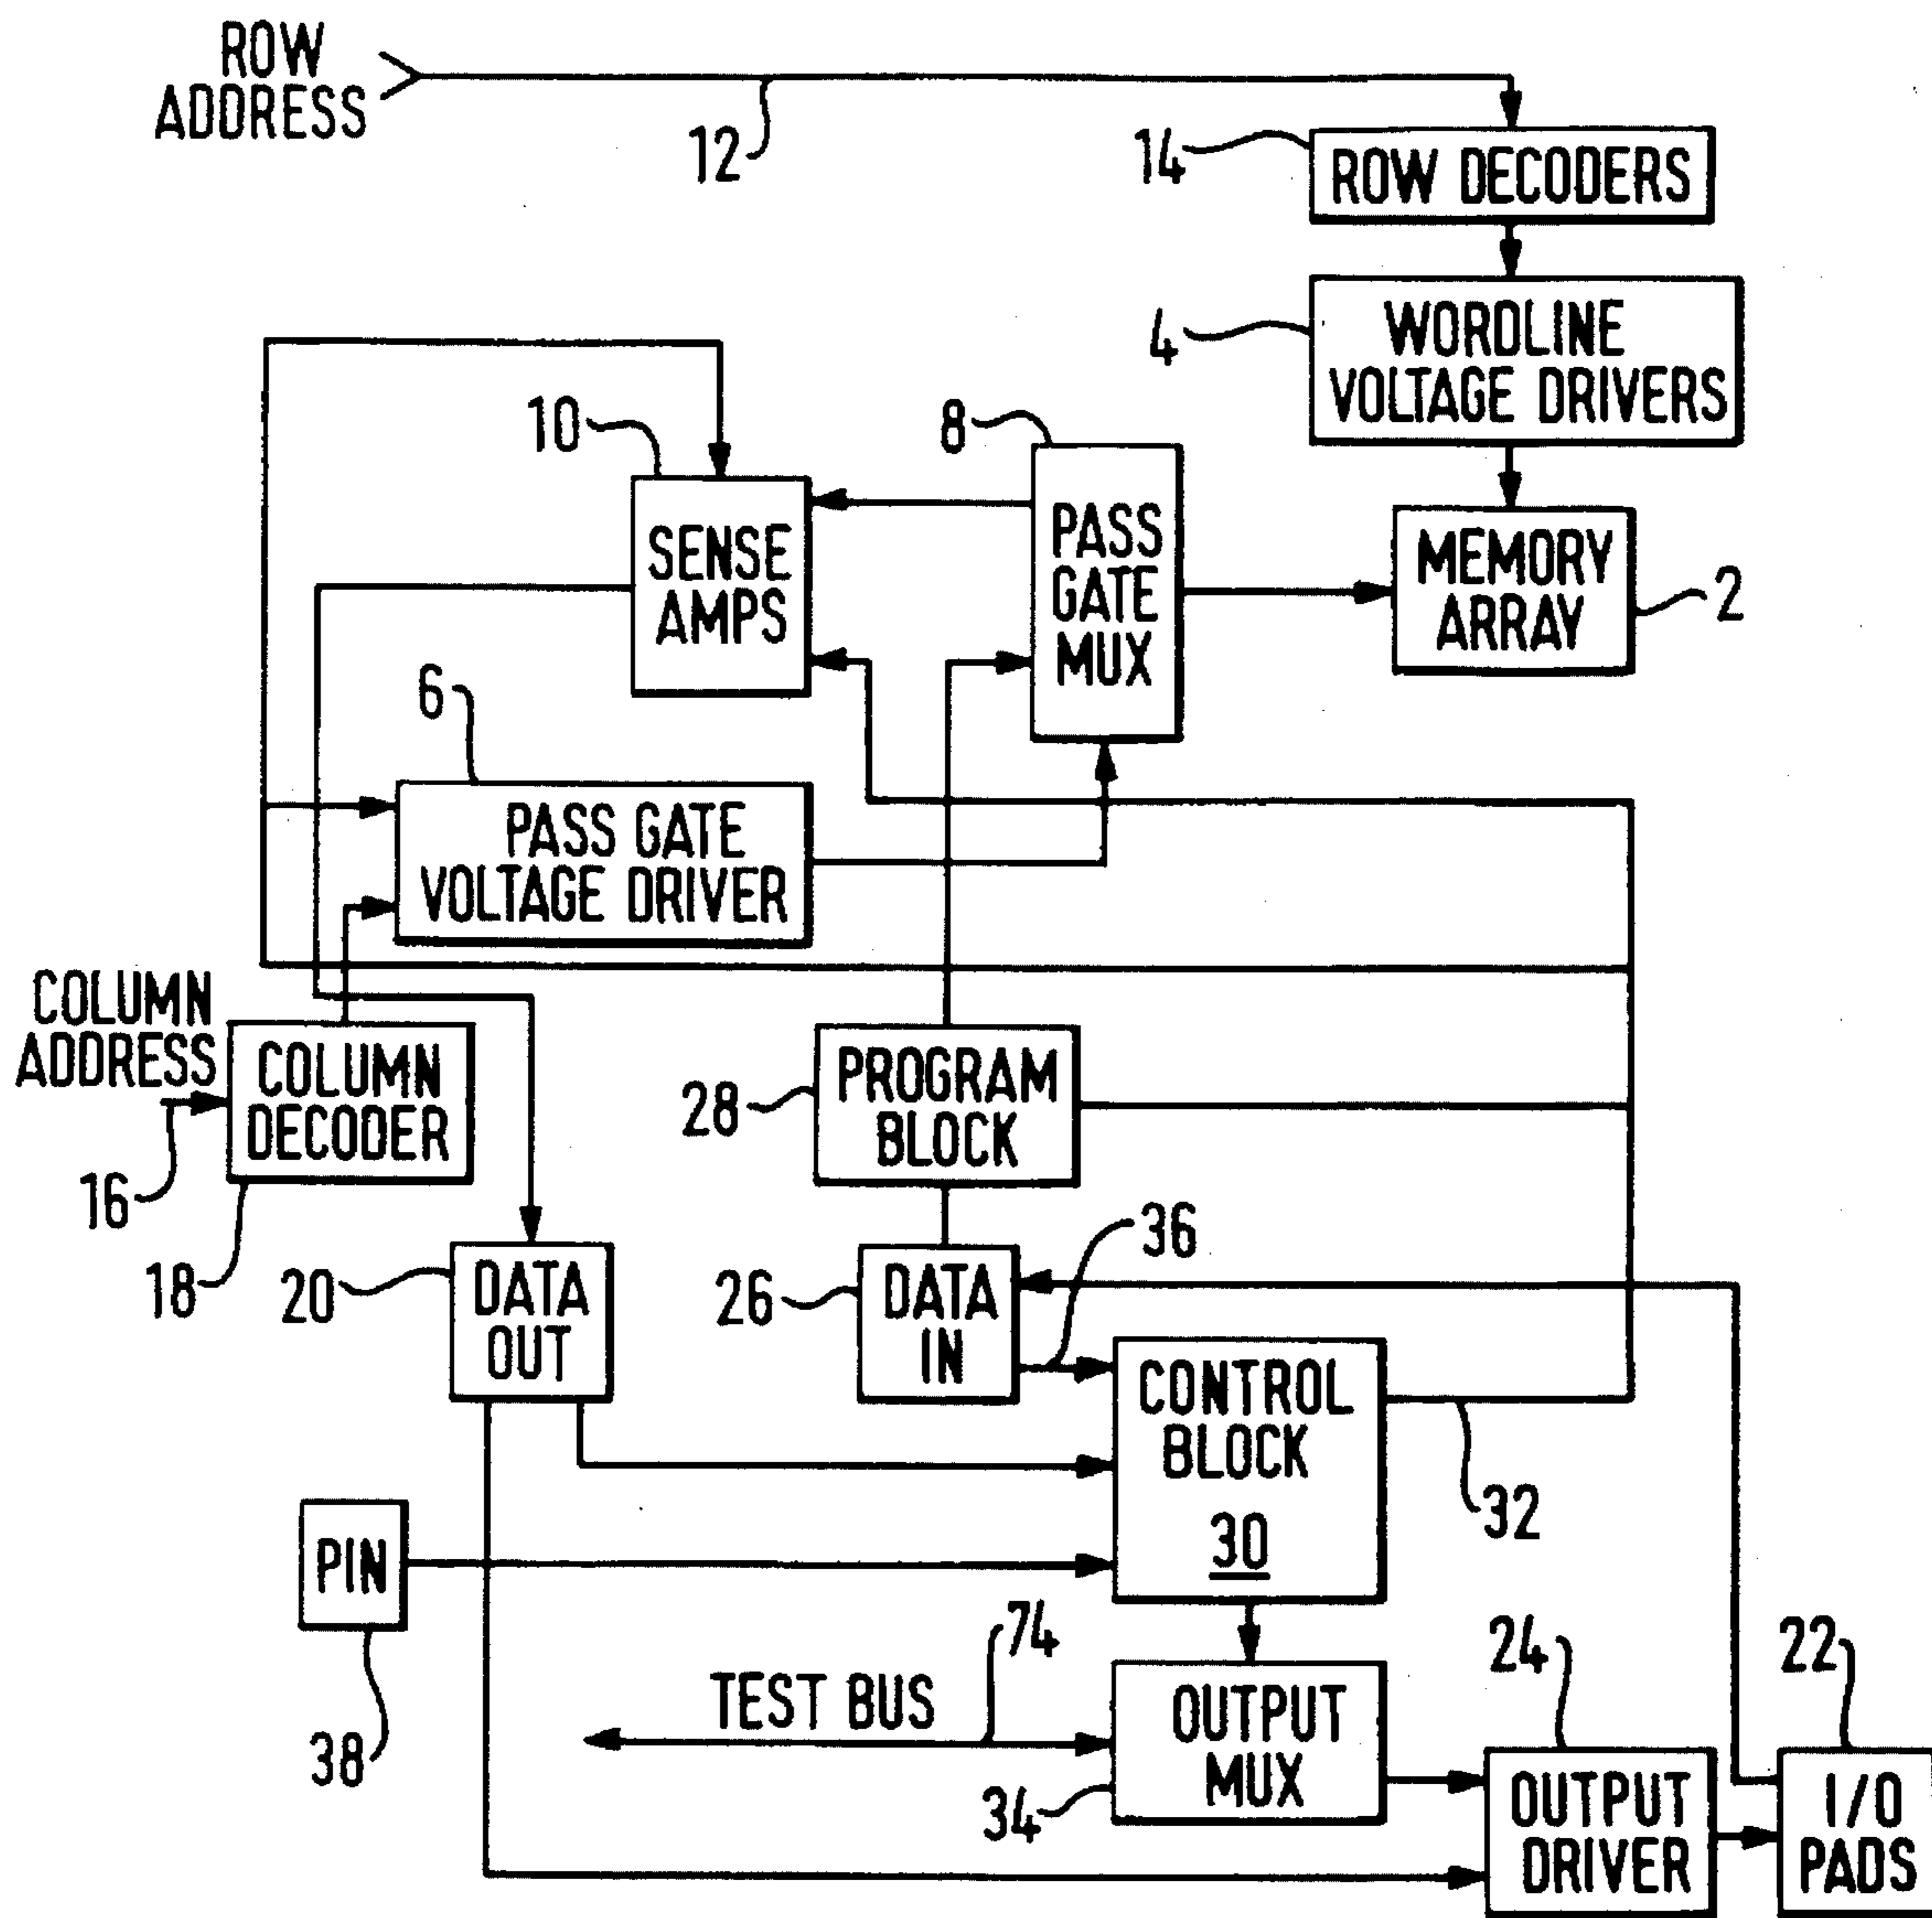 ROW
ADDRESS
12
14
ROW DECODERS
4
WORDLINE
VOLTAGE DRIVERS
10
8
SENSE
AMPS
PASS
GATE
MUX
MEMORY
ARRAY
2
6
PASS GATE
VOLTAGE DRIVER
COLUMN
ADDRESS
16
COLUMN
DECODER
18
28
PROGRAM
BLOCK
20
DATA
OUT
26
DATA
IN
36
CONTROL
BLOCK
30
32
PIN
38
TEST BUS
74
OUTPUT
MUX
34
24
OUTPUT
DRIVER
22
I/O
PADS